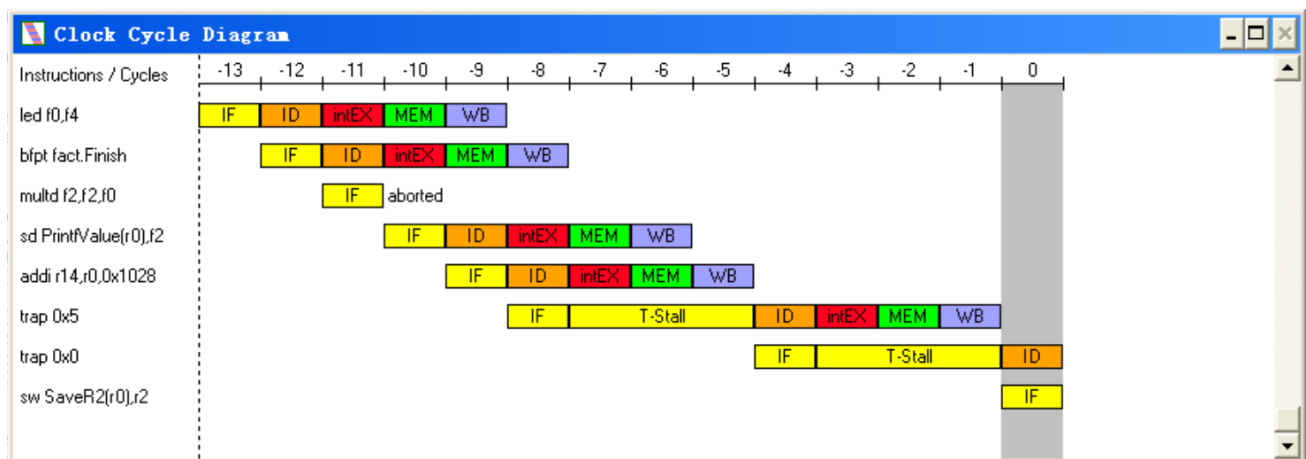 Clock Cycle Diagram
Instructions / Cycles -13 -12 -11 -10 -9 -8 -7 -6 -5 -4 -3 -2 -1 0
led f0,f4 IF ID intEX MEM WB
bfpt fact.Finish IF ID intEX MEM WB
multd f2,f2,f0 IF aborted
sd PrintfValue(r0),f2 IF ID intEX MEM WB
addi r14,r0,0x1028 IF ID intEX MEM WB
trap 0x5 IF T-Stall ID intEX MEM WB
trap 0x0 IF T-Stall ID
sw SaveR2(r0),r2 IF